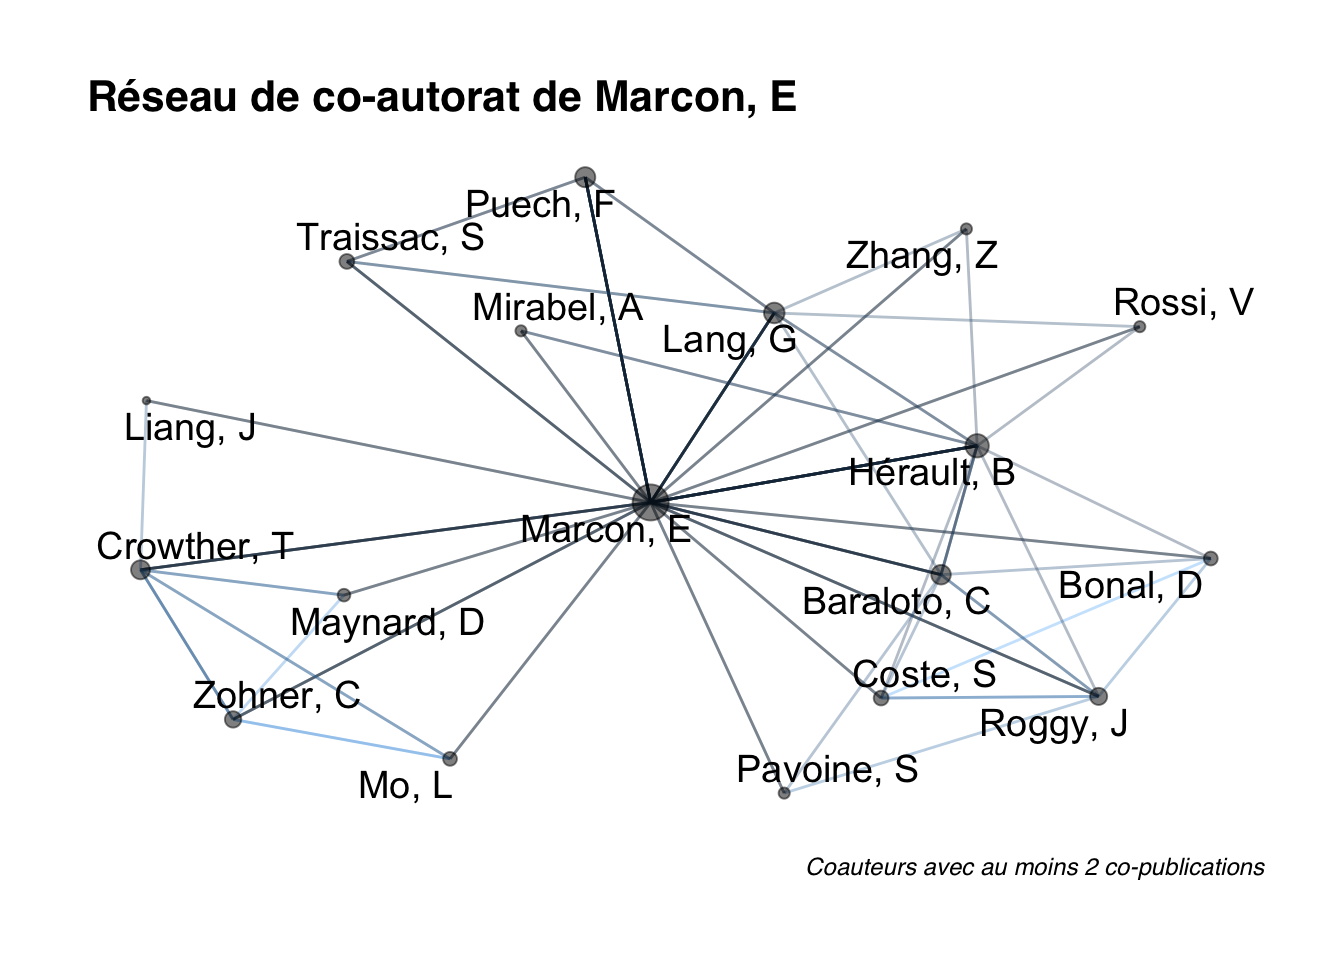 Réseau de co-autorat de Marcon, E
Puech, F
Traissac, S
Zhang, Z
Mirabel, A
Rossi, V
Lang, G
Liang, J
Hérault, B
Marcon, E
Crowther, T
Bonal, D
Baraloto, C
Maynard, D
Coste, S
Zohner, C
Roggy, J
Pavoine, S
Mo, L
Coauteurs avec au moins 2 co-publications